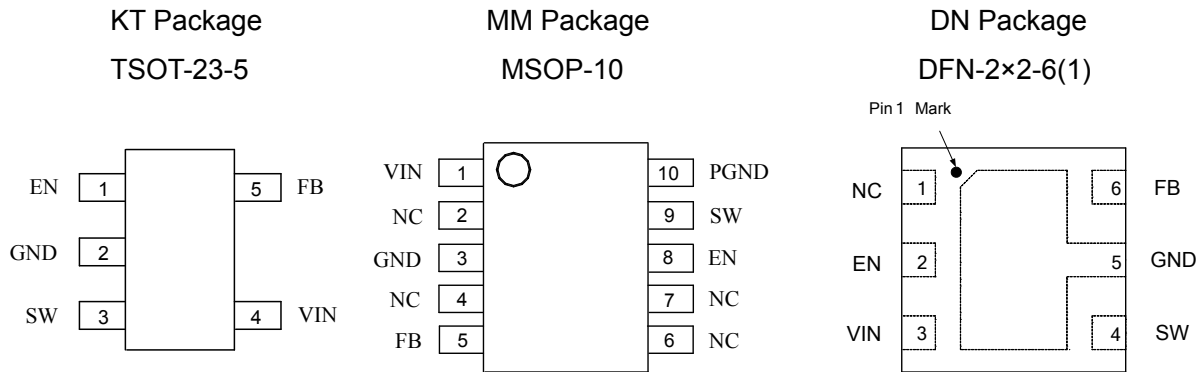 KT Package
TSOT-23-5
EN 1 5 FB
GND 2
SW 3 4 VIN
MM Package
MSOP-10
VIN 1 10 PGND
NC 2 9 SW
GND 3 8 EN
NC 4 7 NC
FB 5 6 NC
DN Package
DFN-2×2-6(1)
Pin 1 Mark
NC 1 6 FB
EN 2 5 GND
VIN 3 4 SW